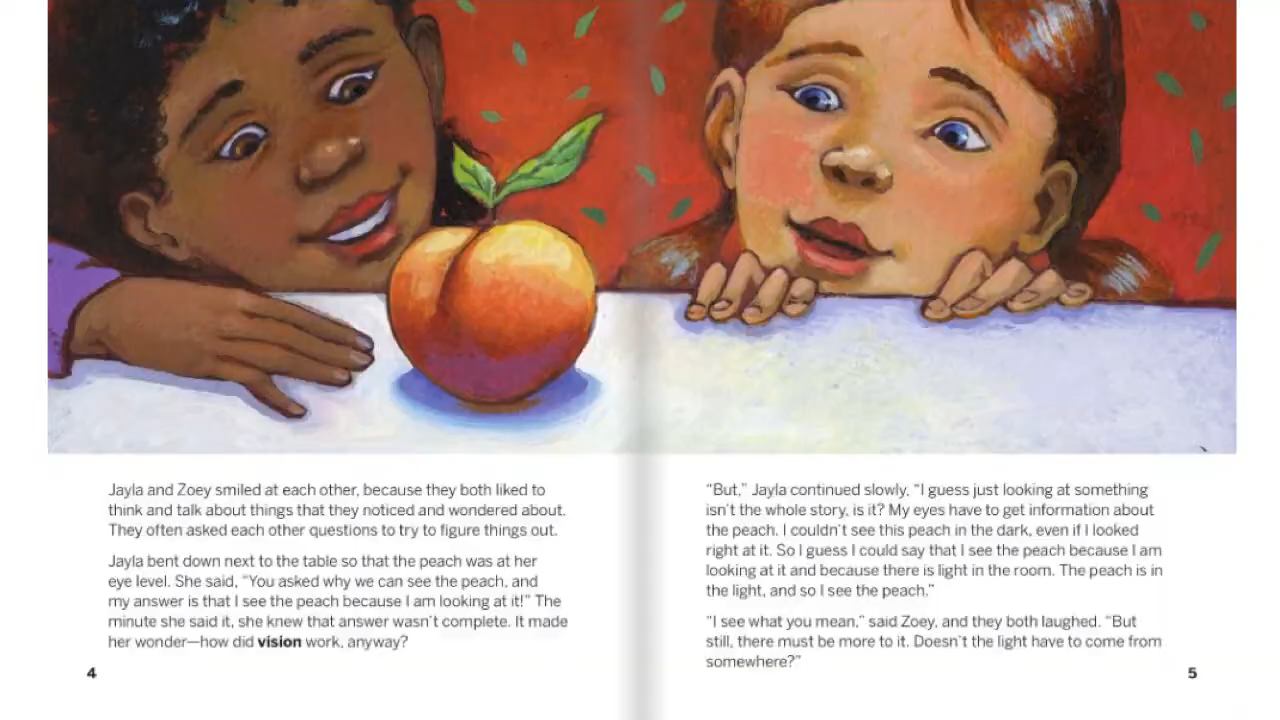 Jayla and Zoey smiled at each other, because they both liked to
think and talk about things that they noticed and wondered about.
They often asked each other questions to try to figure things out.
Jayla bent down next to the table so that the peach was at her
eye level. She said, “You asked why we can see the peach, and
my answer is that I see the peach because I am looking at it!” The
minute she said it, she knew that answer wasn’t complete. It made
her wonder—how did vision work, anyway?
4
“But,” Jayla continued slowly, “I guess just looking at something
isn’t the whole story, is it? My eyes have to get information about
the peach. I couldn’t see this peach in the dark, even if I looked
right at it. So I guess I could say that I see the peach because I am
looking at it and because there is light in the room. The peach is in
the light, and so I see the peach.”
“I see what you mean,” said Zoey, and they both laughed. “But
still, there must be more to it. Doesn’t the light have to come from
somewhere?”
5